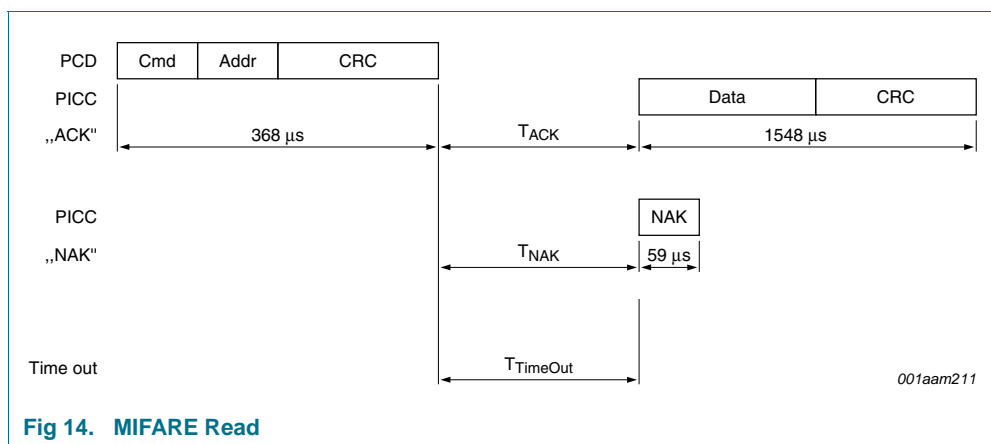 PCD Cmd Addr CRC
PICC Data CRC
,,ACK" 368 µs TACK 1548 µs
PICC NAK
,,NAK" TNAK 59 µs
Time out TTimeOut
001aam211
Fig 14. MIFARE Read